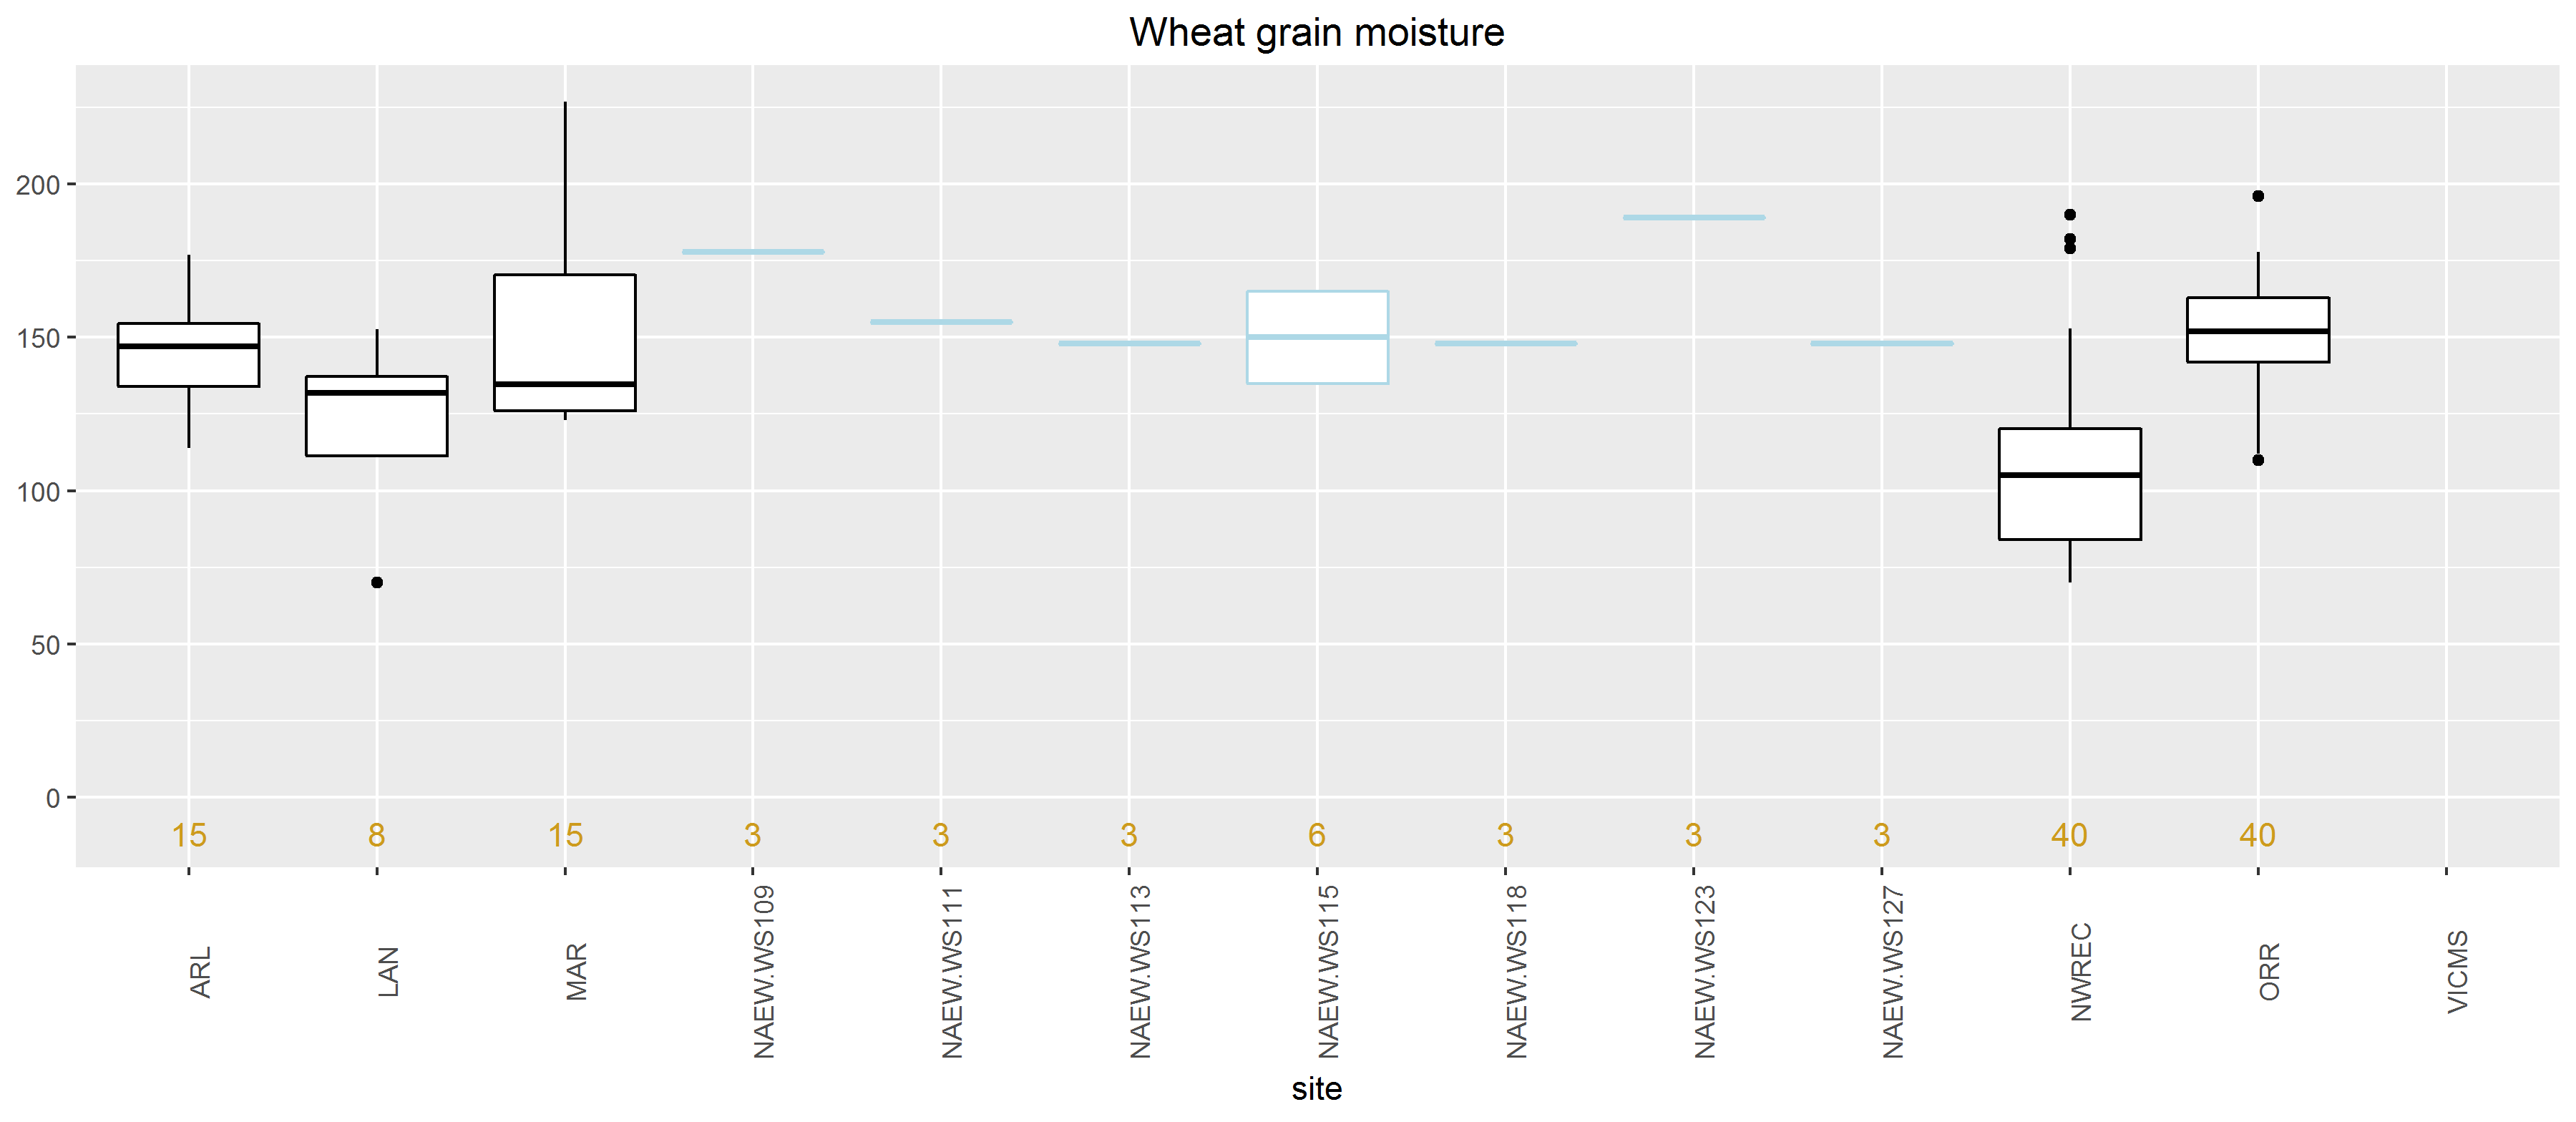 Wheat grain moisture
200
150
100
50
0
15 8 15 3 3 3 6 3 3 3 40 40
ARL
LAN
MAR
NAEW.WS109
NAEW.WS111
NAEW.WS113
NAEW.WS115
NAEW.WS118
NAEW.WS123
NAEW.WS127
NWREC
ORR
VICMS
site